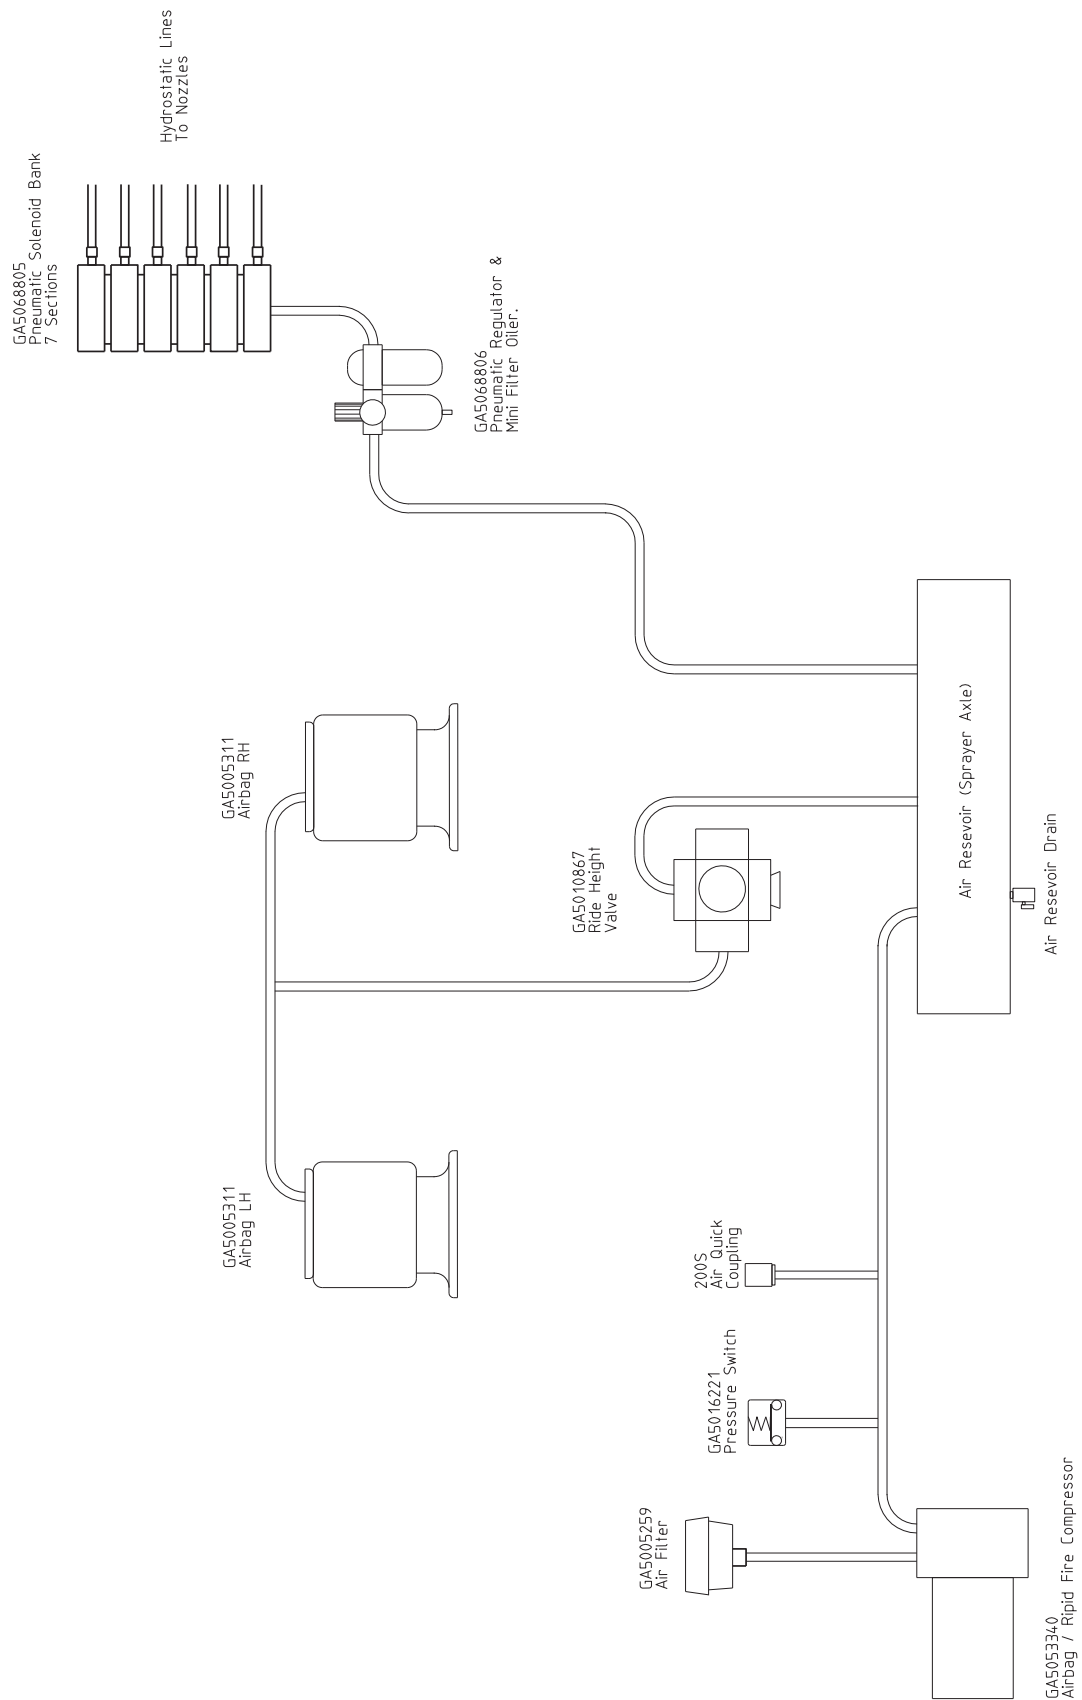 GA5068805
Pneumatic Solenoid Bank
7 Sections
Hydrostatic Lines
To Nozzles
GA5068806
Pneumatic Regulator &
Mini Filter Oiler.
GA5005311
Airbag LH
GA5005311
Airbag RH
GA5010867
Ride Height
Valve
GA5005259
Air Filter
GA5016221
Pressure Switch
200S
Air Quick
Coupling
Air Resevoir (Sprayer Axle)
Air Resevoir Drain
GA5053340
Airbag / Ripid Fire Compressor